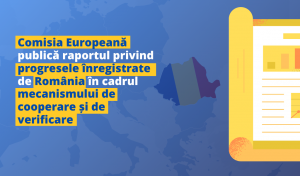 Comisia Europeană
publică raportul privind
progresele înregistrate
de România în cadrul
mecanismului de
cooperare și de
verificare